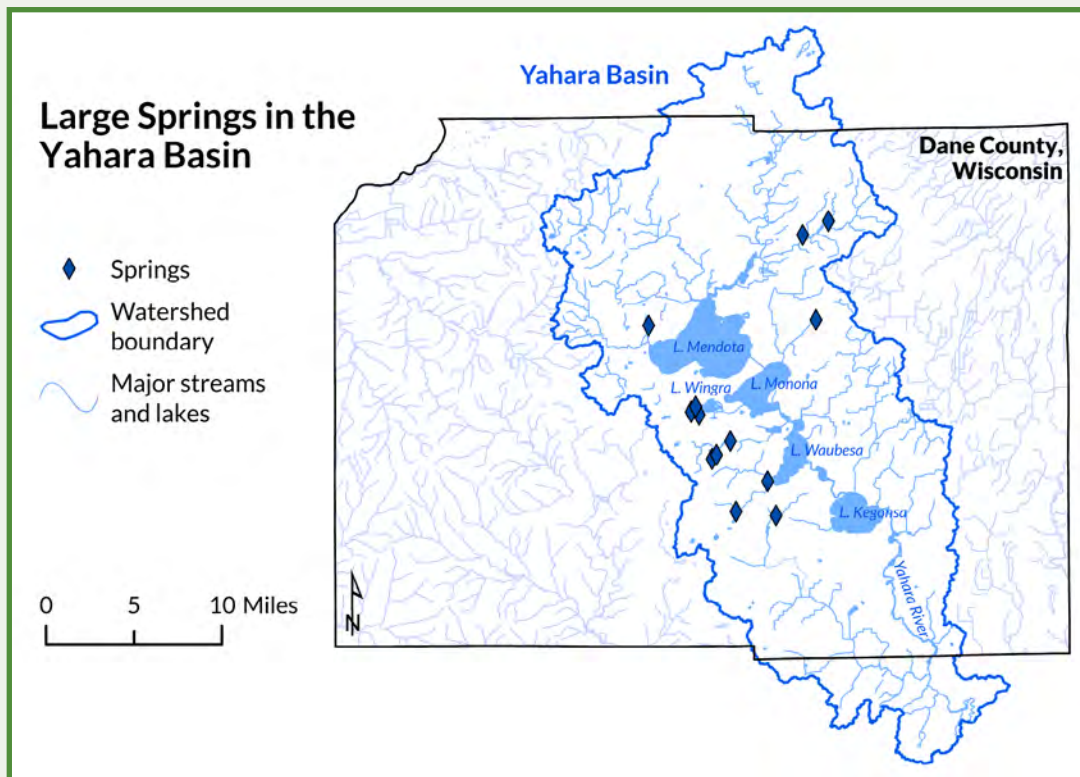 Yahara Basin
Large Springs in the
Yahara Basin
Dane County,
Wisconsin
Springs
Watershed
boundary
Major streams
and lakes
L. Mendota
L. Wingra
L. Monona
L. Waubesa
L. Kegonsa
Yahara River
0 5 10 Miles
N